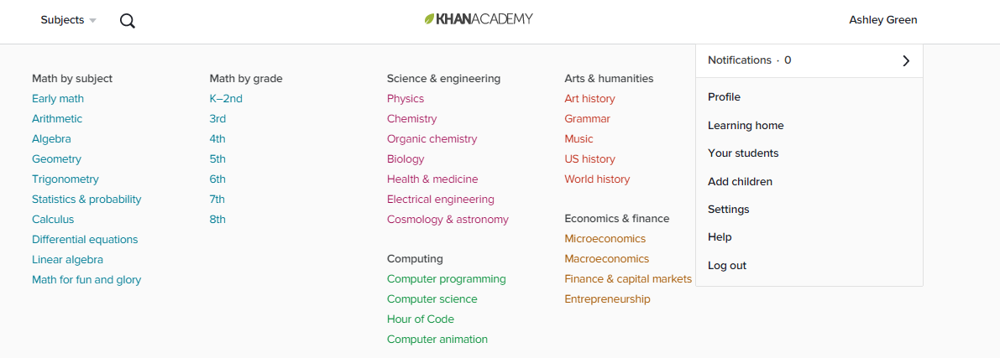 Subjects
KHANACADEMY
Ashley Green
Math by subject
Early math
Arithmetic
Algebra
Geometry
Trigonometry
Statistics & probability
Calculus
Differential equations
Linear algebra
Math for fun and glory
Math by grade
K–2nd
3rd
4th
5th
6th
7th
8th
Science & engineering
Physics
Chemistry
Organic chemistry
Biology
Health & medicine
Electrical engineering
Cosmology & astronomy
Computing
Computer programming
Computer science
Hour of Code
Computer animation
Arts & humanities
Art history
Grammar
Music
US history
World history
Economics & finance
Microeconomics
Macroeconomics
Finance & capital markets
Entrepreneurship
Notifications · 0
Profile
Learning home
Your students
Add children
Settings
Help
Log out